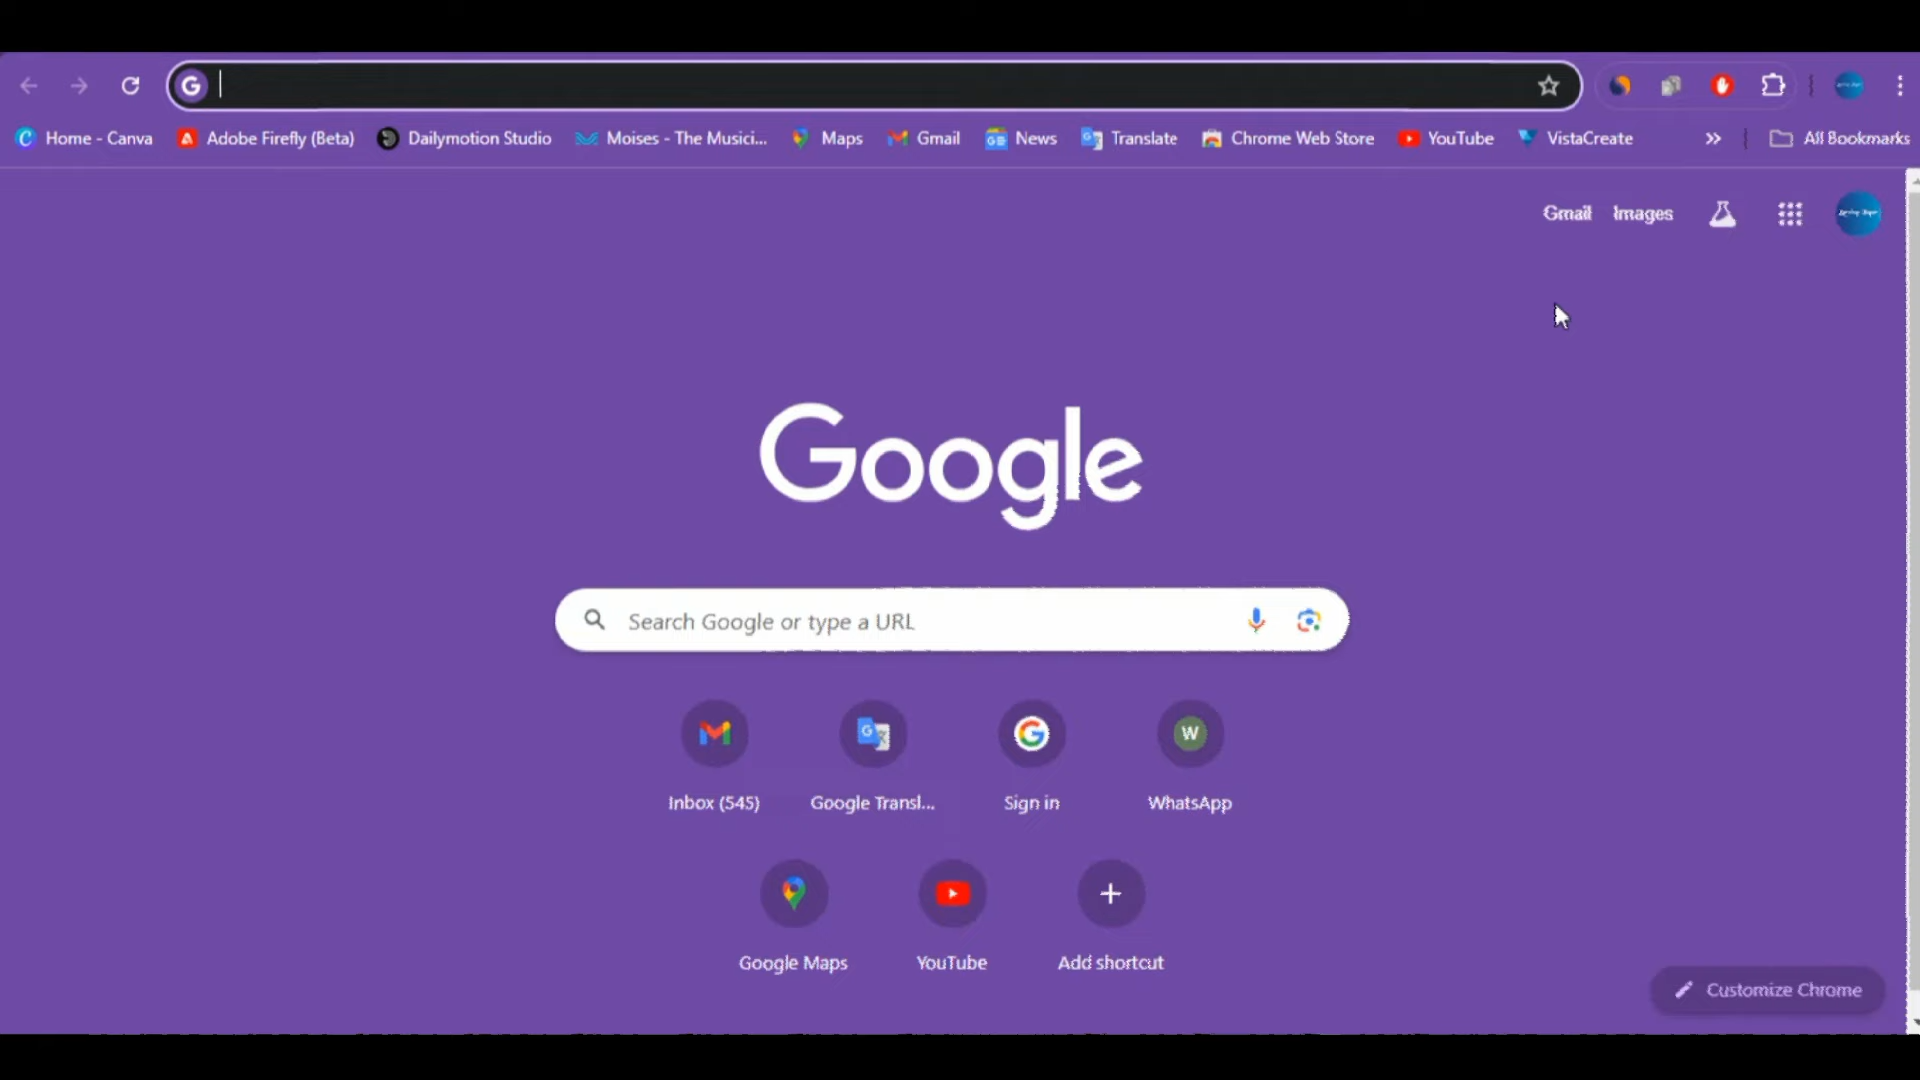 Home - Canva Adobe Firefly (Beta) Dailymotion Studio Moises - The Musici... Maps Gmail News Translate Chrome Web Store YouTube VistaCreate » All Bookmarks
Gmail Images
Google
Search Google or type a URL
W
Inbox (545) Google Transl... Sign in WhatsApp
Google Maps YouTube Add shortcut
Customize Chrome